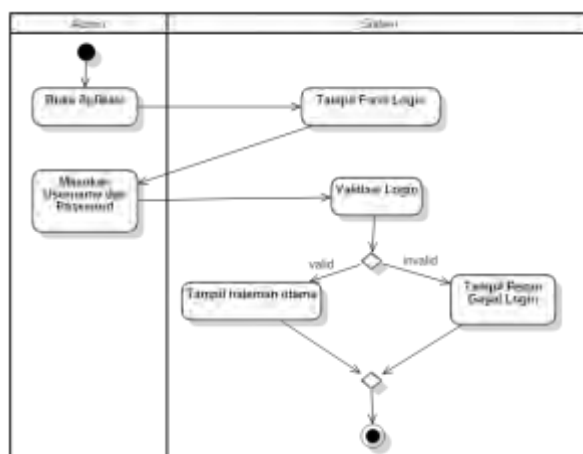 Sistem
Buka Aplikasi
Tampil Form Login
Masukan
Username dan
Password
Validasi Login
valid
invalid
Tampil halaman utama
Tampil Pesan
Gagal Login